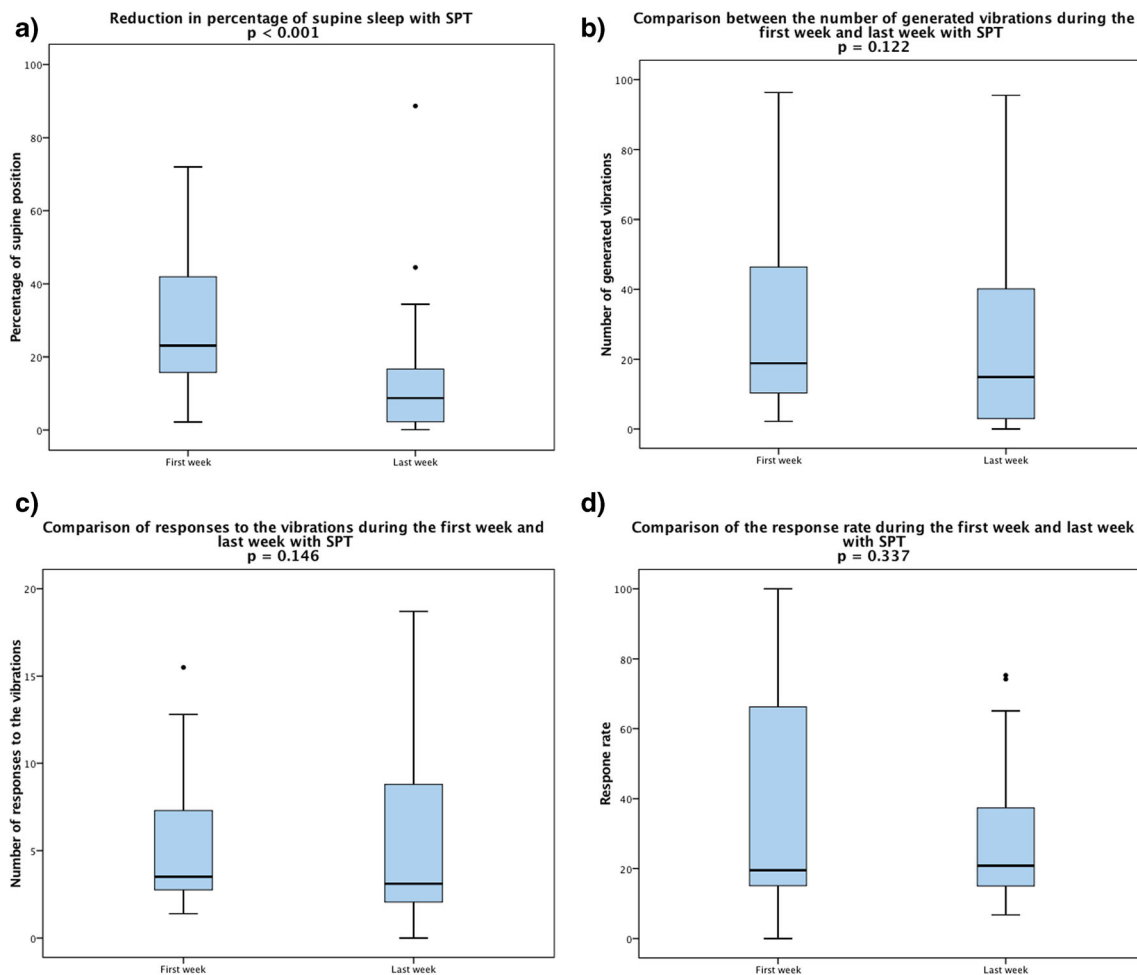 a)
Reduction in percentage of supine sleep with SPT
p < 0.001
100
80
60
40
20
0
Percentage of supine position
First week
Last week
b)
Comparison between the number of generated vibrations during the
first week and last week with SPT
p = 0.122
100
80
60
40
20
0
Number of generated vibrations
First week
Last week
c)
Comparison of responses to the vibrations during the first week and
last week with SPT
p = 0.146
20
15
10
5
0
Number of responses to the vibrations
First week
Last week
d)
Comparison of the response rate during the first week and last week
with SPT
p = 0.337
100
80
60
40
20
0
Respone rate
First week
Last week